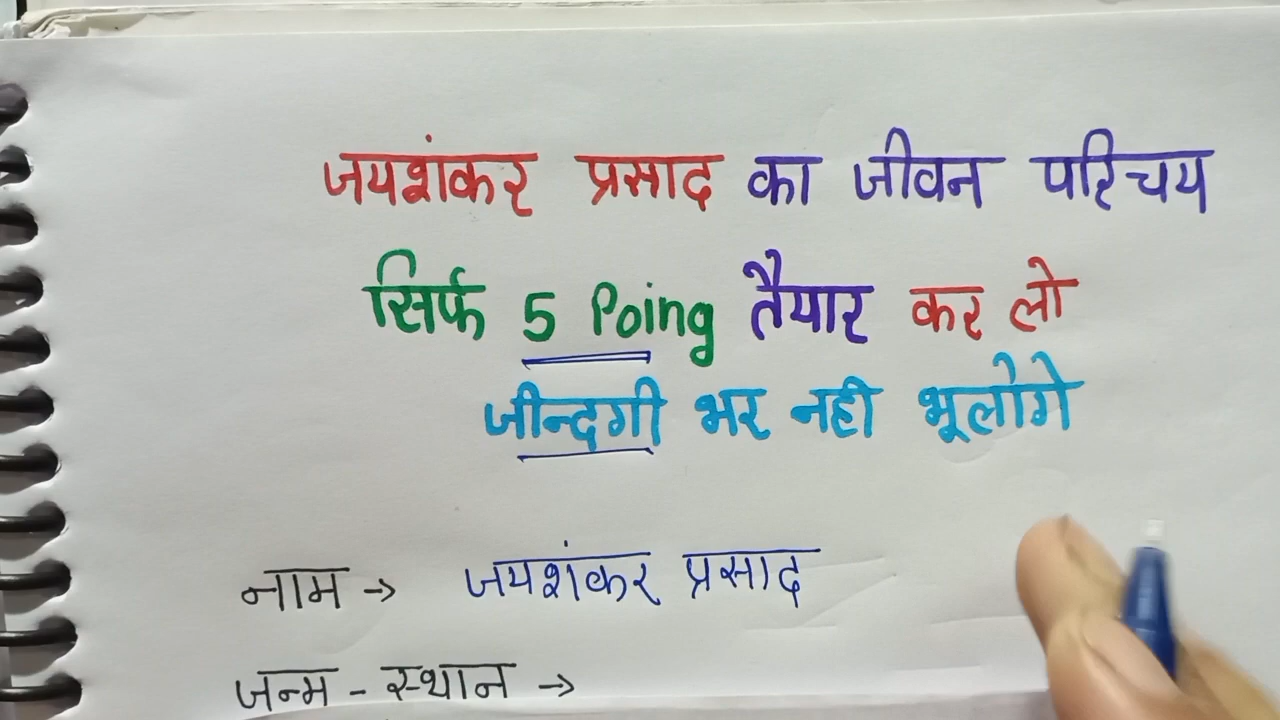 जयशंकर प्रसाद का जीवन परिचय
सिर्फ 5 Poing तैयार कर लो
जीन्दगी भर नही भूलोगे
नाम → जयशंकर प्रसाद
जन्म - स्थान →